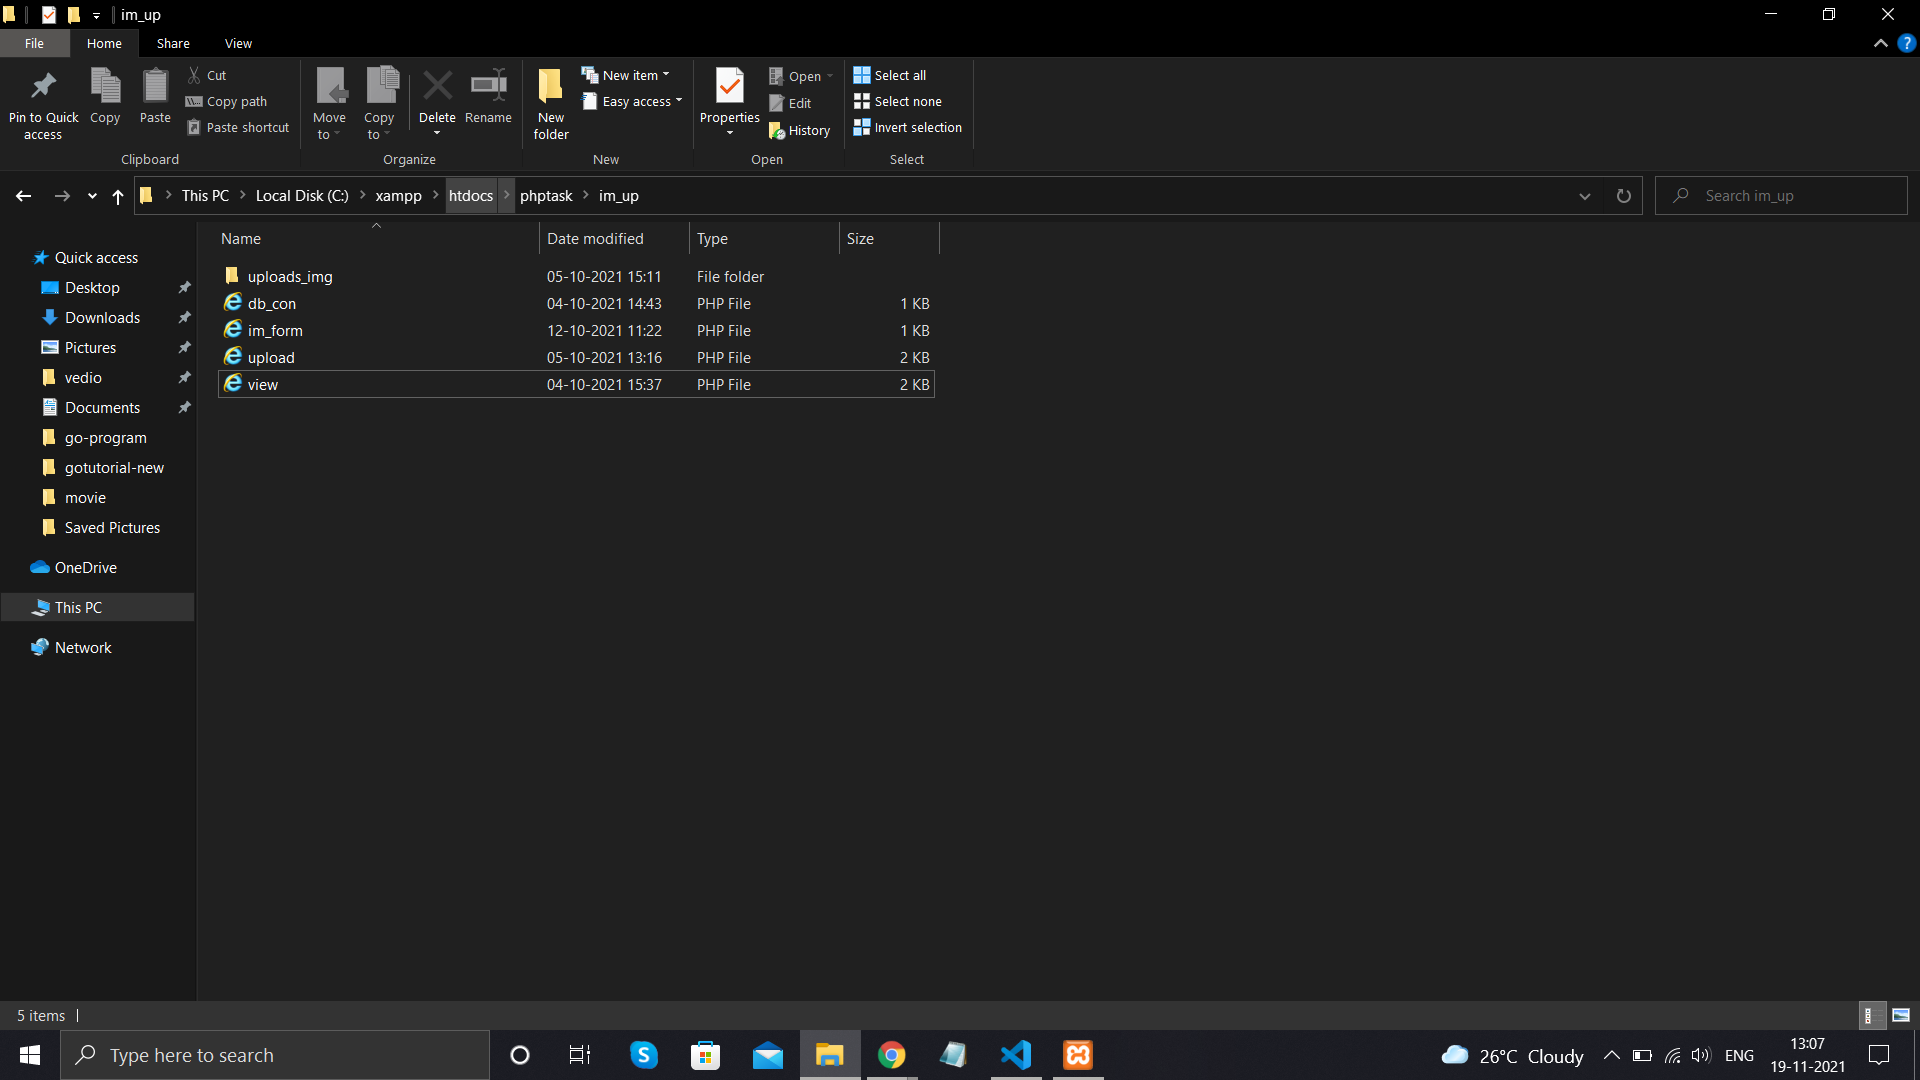 im_up
File Home Share View
Pin to Quick access
Copy
Paste
Cut
Copy path
Paste shortcut
Clipboard
Move to
Copy to
Delete
Rename
Organize
New folder
New item
Easy access
New
Properties
Open
Edit
History
Open
Select all
Select none
Invert selection
Select
This PC > Local Disk (C:) > xampp > htdocs > phptask > im_up
Search im_up
Quick access
Desktop
Downloads
Pictures
vedio
Documents
go-program
gotutorial-new
movie
Saved Pictures
OneDrive
This PC
Network
Name Date modified Type Size
uploads_img 05-10-2021 15:11 File folder
db_con 04-10-2021 14:43 PHP File 1 KB
im_form 12-10-2021 11:22 PHP File 1 KB
upload 05-10-2021 13:16 PHP File 2 KB
view 04-10-2021 15:37 PHP File 2 KB
5 items
Type here to search
26°C Cloudy
ENG
13:07
19-11-2021